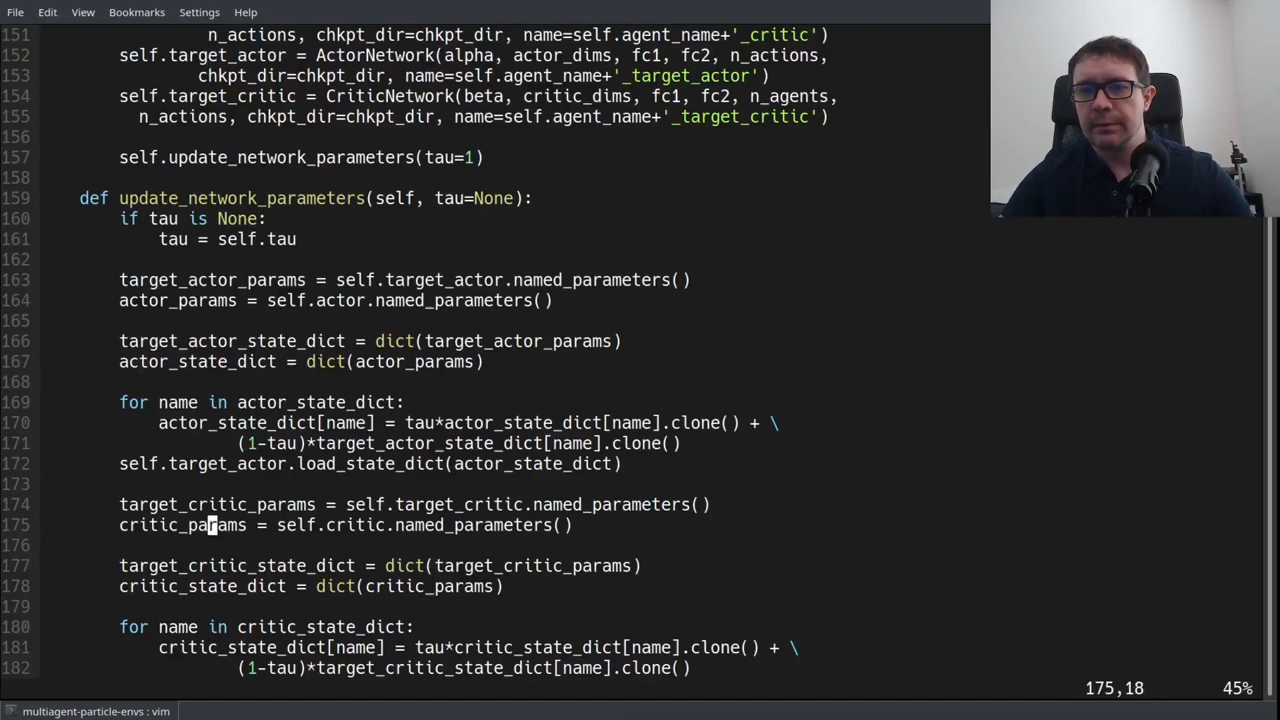 File Edit View Bookmarks Settings Help
151 n_actions, chkpt_dir=chkpt_dir, name=self.agent_name+'_critic')
152 self.target_actor = ActorNetwork(alpha, actor_dims, fc1, fc2, n_actions,
153 chkpt_dir=chkpt_dir, name=self.agent_name+'_target_actor')
154 self.target_critic = CriticNetwork(beta, critic_dims, fc1, fc2, n_agents,
155 n_actions, chkpt_dir=chkpt_dir, name=self.agent_name+'_target_critic')
156
157 self.update_network_parameters(tau=1)
158
159 def update_network_parameters(self, tau=None):
160 if tau is None:
161 tau = self.tau
162
163 target_actor_params = self.target_actor.named_parameters()
164 actor_params = self.actor.named_parameters()
165
166 target_actor_state_dict = dict(target_actor_params)
167 actor_state_dict = dict(actor_params)
168
169 for name in actor_state_dict:
170 actor_state_dict[name] = tau*actor_state_dict[name].clone() + \
171 (1-tau)*target_actor_state_dict[name].clone()
172 self.target_actor.load_state_dict(actor_state_dict)
173
174 target_critic_params = self.target_critic.named_parameters()
175 critic_params = self.critic.named_parameters()
176
177 target_critic_state_dict = dict(target_critic_params)
178 critic_state_dict = dict(critic_params)
179
180 for name in critic_state_dict:
181 critic_state_dict[name] = tau*critic_state_dict[name].clone() + \
182 (1-tau)*target_critic_state_dict[name].clone()
175,18 45%
multiagent-particle-envs : vim